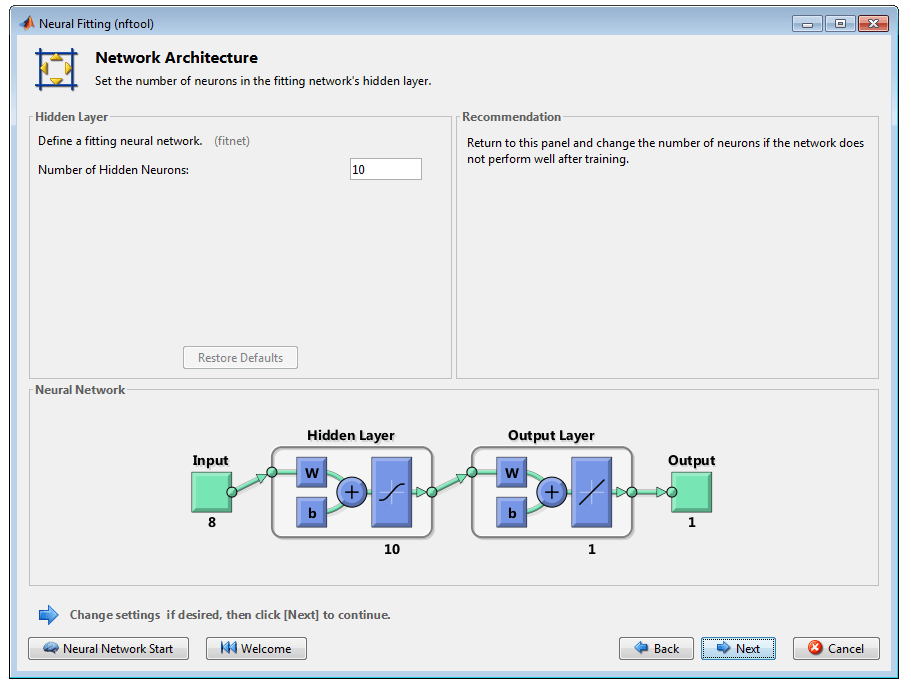 Neural Fitting (nftool)
Network Architecture
Set the number of neurons in the fitting network's hidden layer.
Hidden Layer
Define a fitting neural network. (fitnet)
Number of Hidden Neurons: 10
Restore Defaults
Recommendation
Return to this panel and change the number of neurons if the network does
not perform well after training.
Neural Network
Hidden Layer Output Layer
Input Output
W W
b b
8 1
10 1
Change settings if desired, then click [Next] to continue.
Neural Network Start Welcome Back Next Cancel